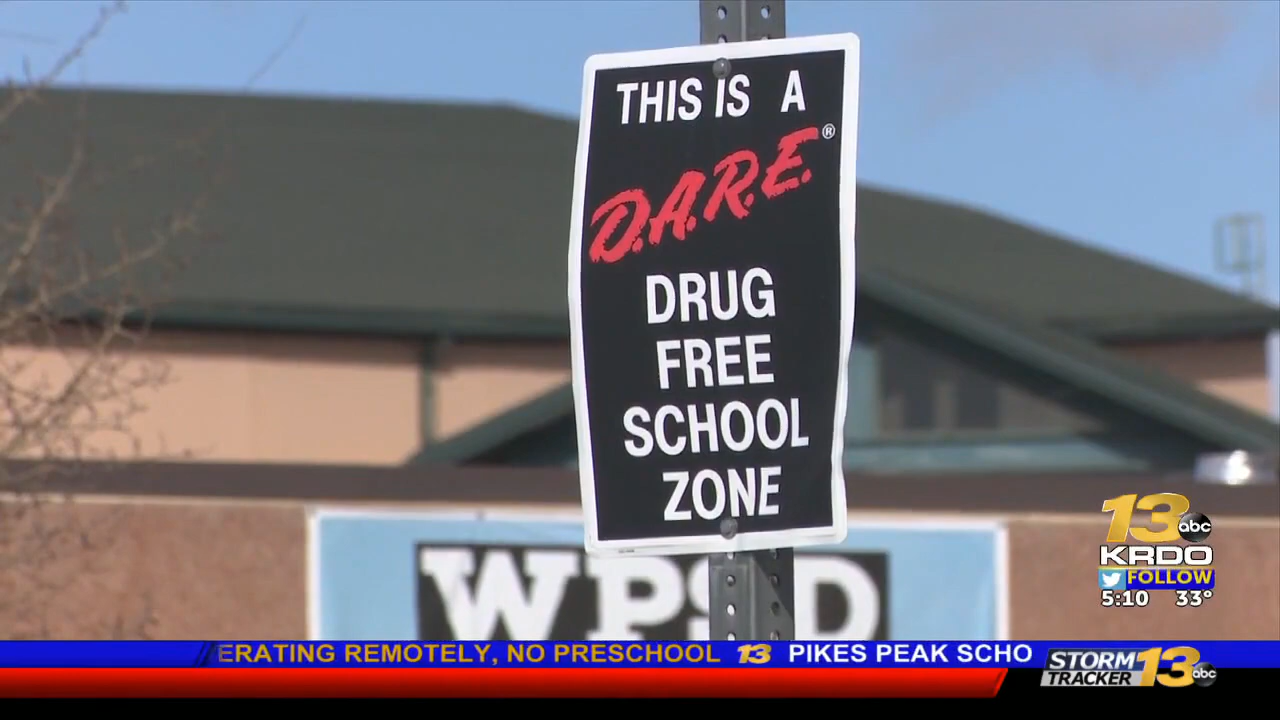 THIS IS A
D.A.R.E.®
DRUG
FREE
SCHOOL
ZONE
WPSD
13 abc
KRDO
FOLLOW
5:10 33°
ERATING REMOTELY, NO PRESCHOOL 13 PIKES PEAK SCHO
STORM TRACKER 13 abc